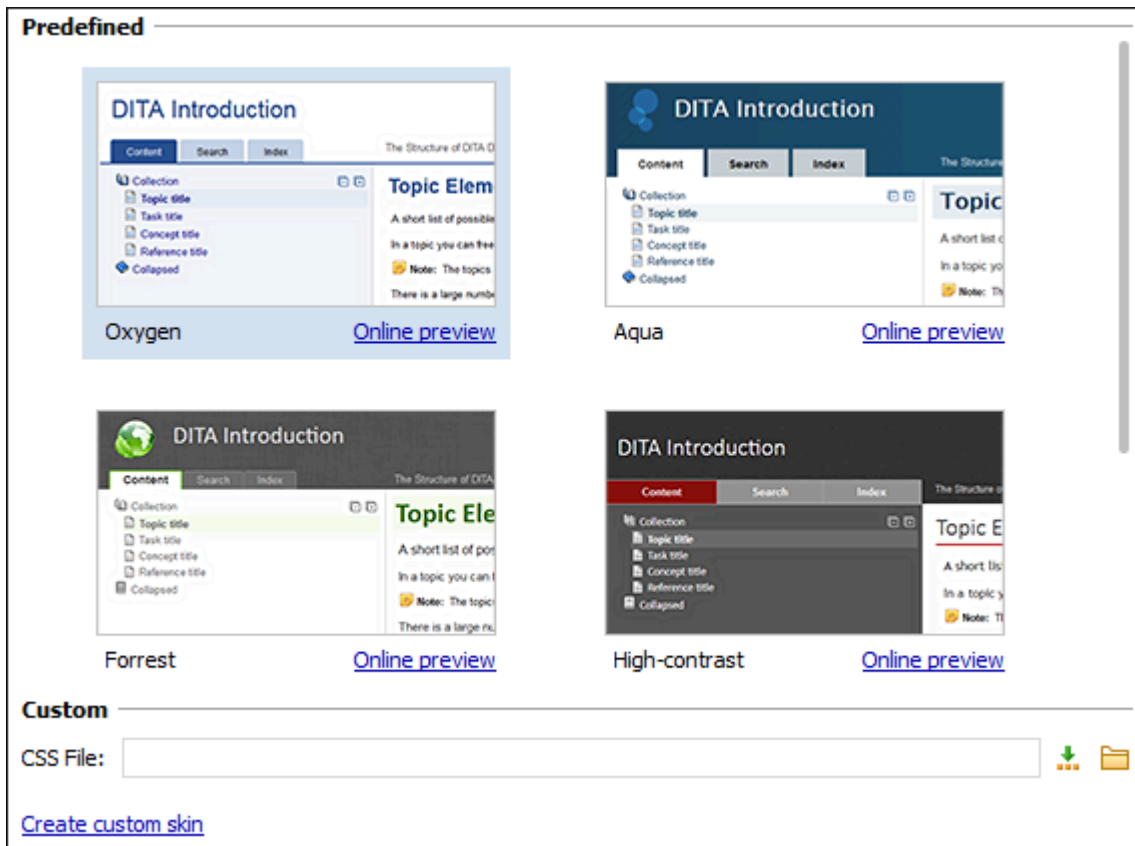 Predefined
DITA Introduction
Content Search Index
The Structure of DITA D
Collection
Topic title
Task title
Concept title
Reference title
Collapsed
Topic Elem
A short list of possible
In a topic you can free
Note: The topics
There is a large numbe
Oxygen Online preview
DITA Introduction
Content Search Index
The Structure
Collection
Topic title
Task title
Concept title
Reference title
Collapsed
Topic
A short list c
In a topic yo
Note: Th
Aqua Online preview
DITA Introduction
Content Search Index
The Structure of DITA
Collection
Topic title
Task title
Concept title
Reference title
Collapsed
Topic Ele
A short list of pos
In a topic you can
Note: The topic
There is a large nu
Forrest Online preview
DITA Introduction
Content Search Index
The Structure o
Collection
Topic title
Task title
Concept title
Reference title
Collapsed
Topic E
A short lis
In a topic y
Note: T
High-contrast Online preview
Custom
CSS File:
Create custom skin